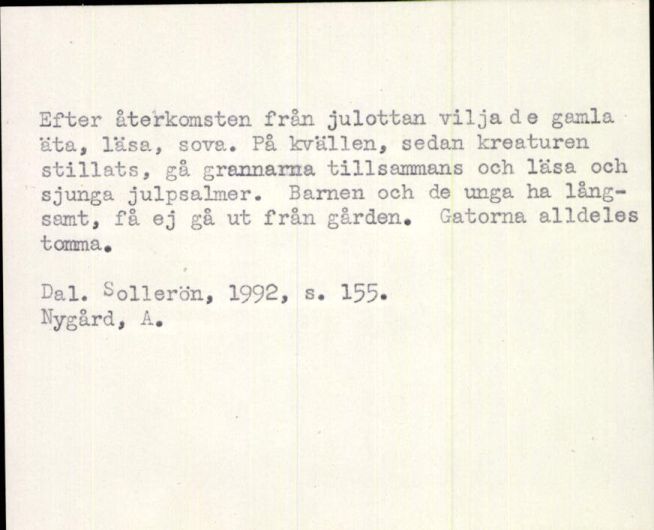 Efter återkomsten från julottan vilja de gamla
äta, läsa, sova. På kvällen, sedan kreaturen
stillats, gå grannarna tillsammans och läsa och
sjunga julpsalmer. Barnen och de unga ha lång-
samt, få ej gå ut från gården. Gatorna alldeles
tomma.
Dal. Sollerön, 1992, s. 155.
Nygård, A.